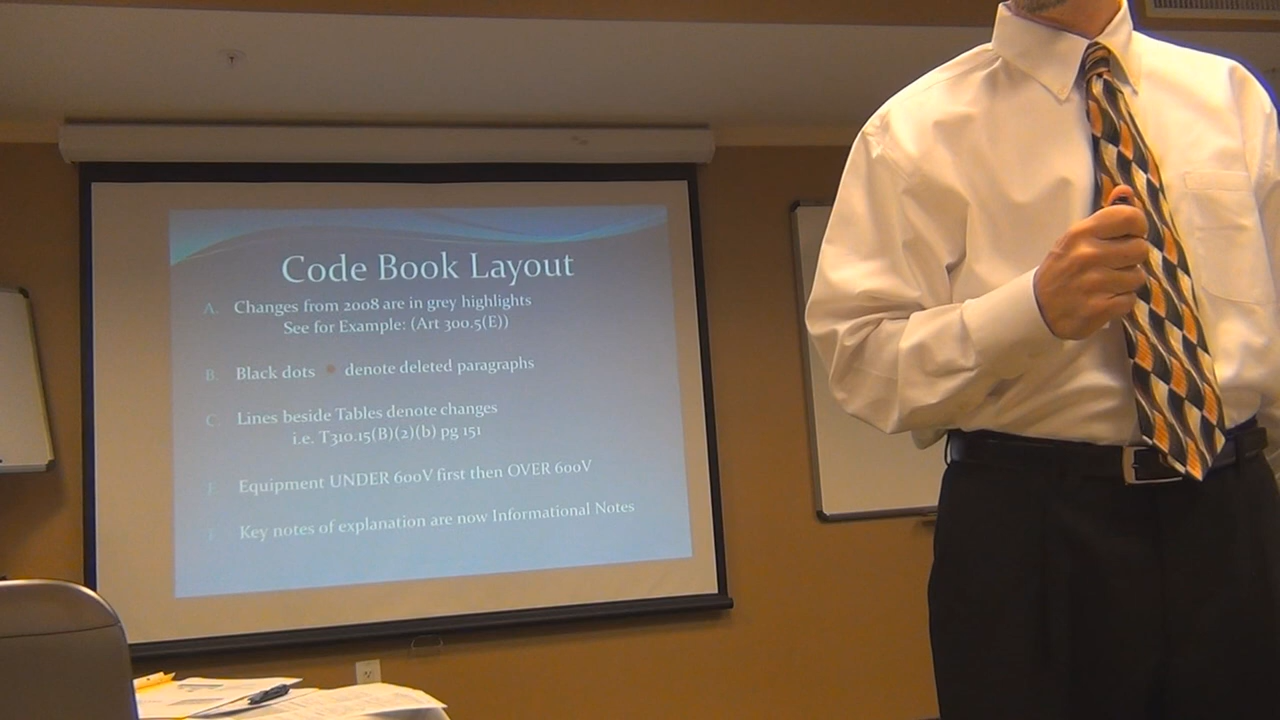 Code Book Layout
A. Changes from 2008 are in grey highlights
See for Example: (Art 300.5(E))
B. Black dots denote deleted paragraphs
C. Lines beside Tables denote changes
i.e. T310.15(B)(2)(b) pg 151
Equipment UNDER 600V first then OVER 600V
Key notes of explanation are now Informational Notes